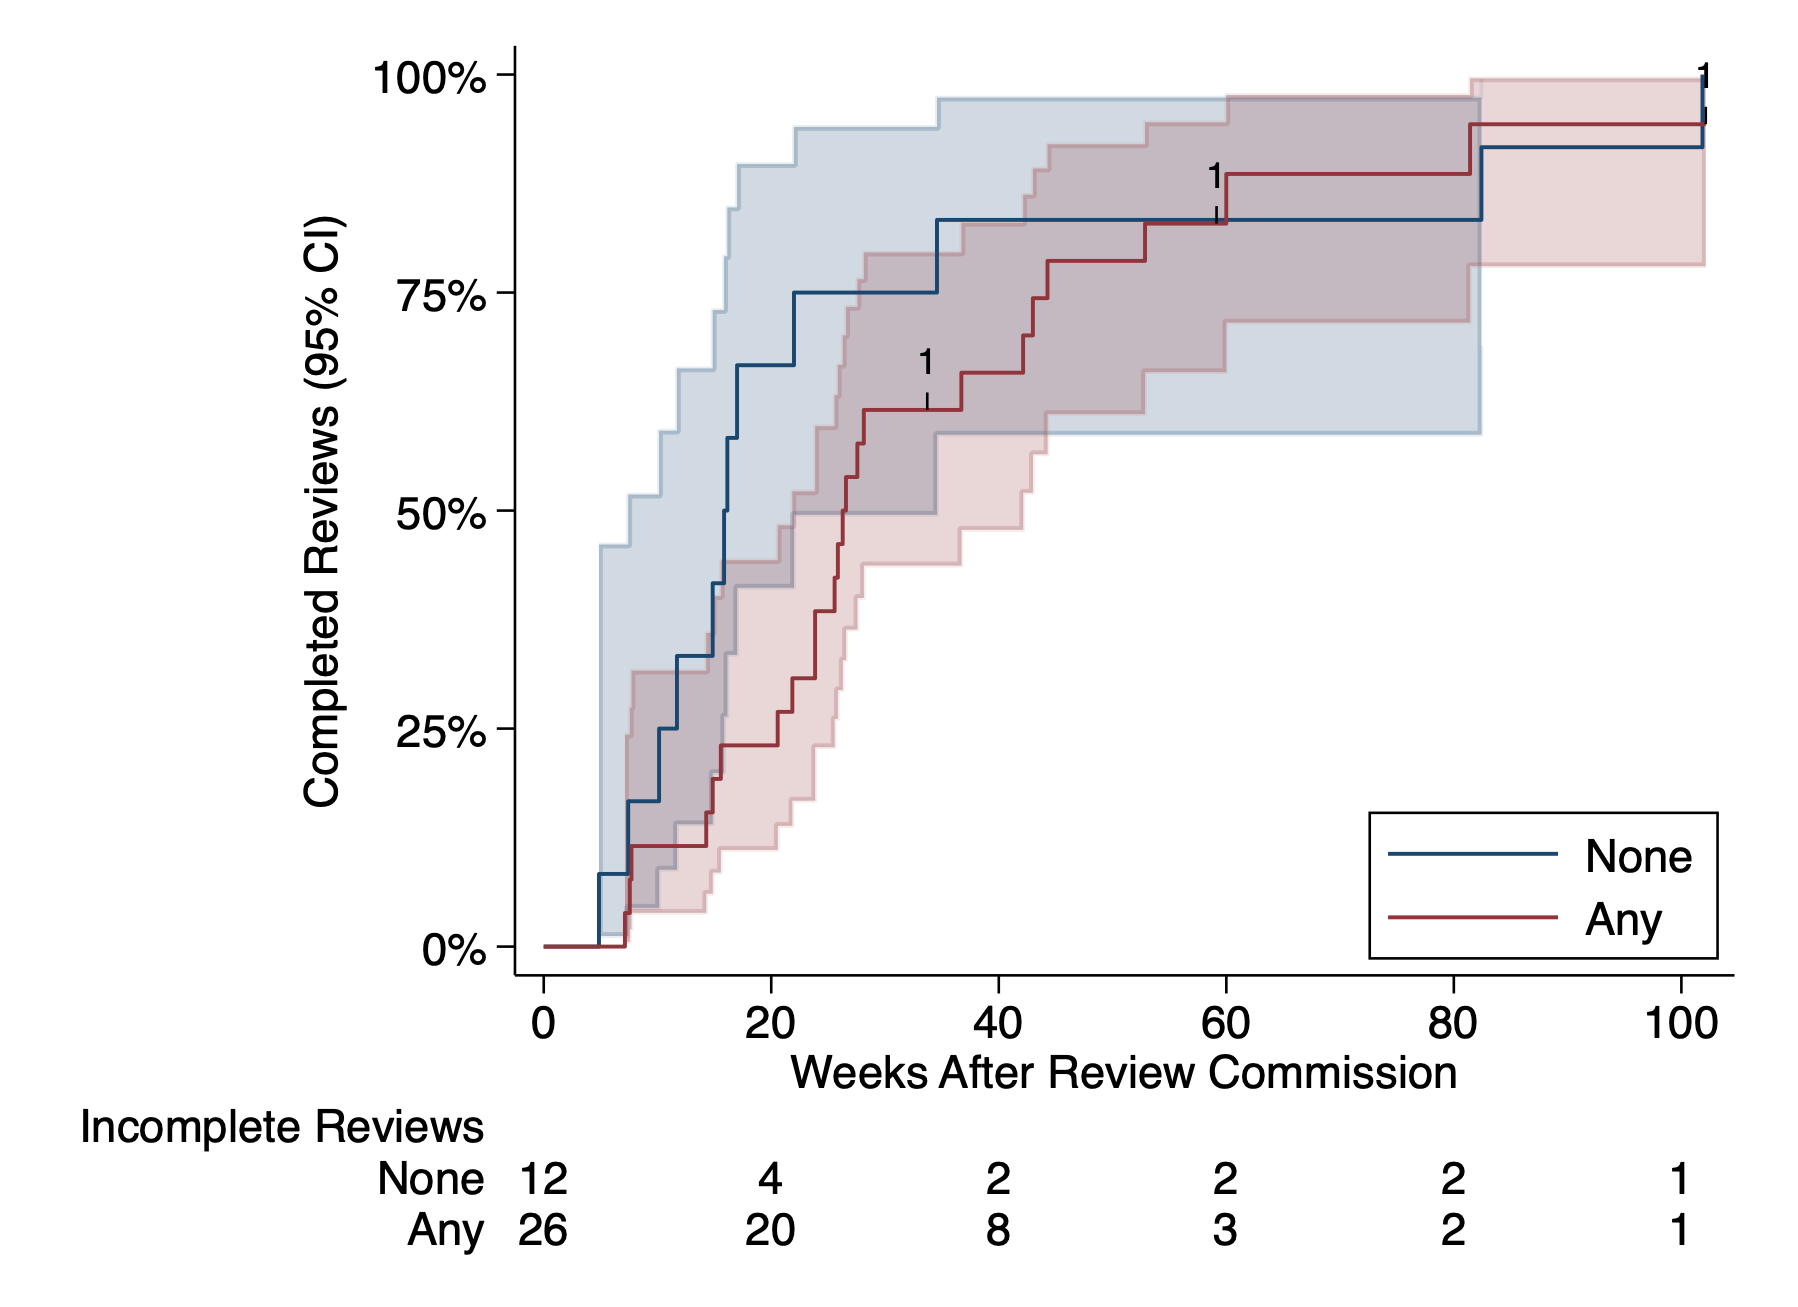 Completed Reviews (95% CI)
100%
75%
50%
25%
0%
1
1
1
None
Any
0 20 40 60 80 100
Weeks After Review Commission
Incomplete Reviews
None 12 4 2 2 2 1
Any 26 20 8 3 2 1